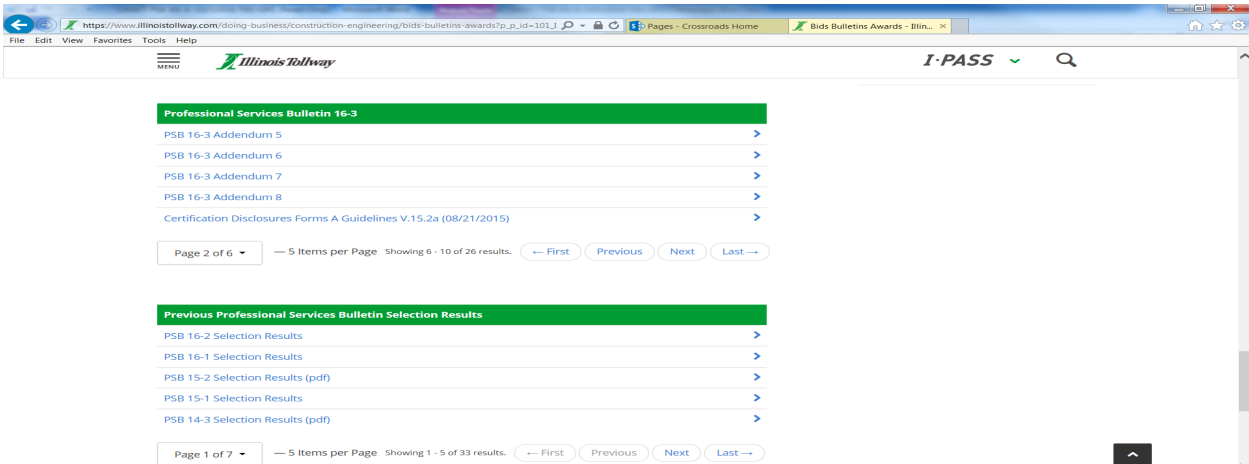 https://www.illinoistollway.com/doing-business/construction-engineering/bids-bulletins-awards?p_p_id=101_I
Pages - Crossroads Home
Bids Bulletins Awards - Illin...
File Edit View Favorites Tools Help
MENU
Illinois Tollway
I·PASS
Professional Services Bulletin 16-3
PSB 16-3 Addendum 5
PSB 16-3 Addendum 6
PSB 16-3 Addendum 7
PSB 16-3 Addendum 8
Certification Disclosures Forms A Guidelines V.15.2a (08/21/2015)
Page 2 of 6 — 5 Items per Page Showing 6 - 10 of 26 results. ← First Previous Next Last →
Previous Professional Services Bulletin Selection Results
PSB 16-2 Selection Results
PSB 16-1 Selection Results
PSB 15-2 Selection Results (pdf)
PSB 15-1 Selection Results
PSB 14-3 Selection Results (pdf)
Page 1 of 7 — 5 Items per Page Showing 1 - 5 of 33 results. ← First Previous Next Last →